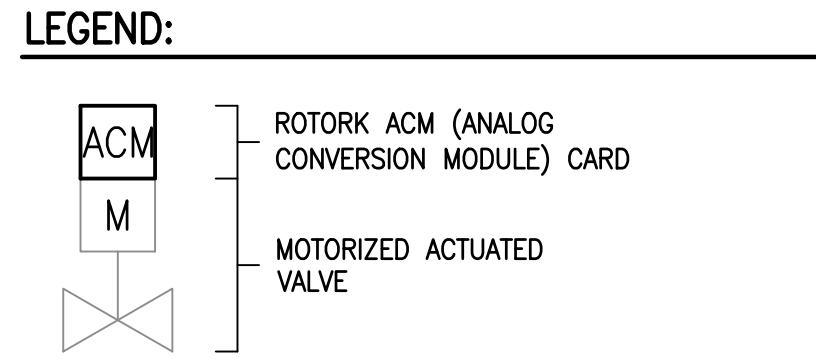 LEGEND:
ACM
ROTORK ACM (ANALOG
CONVERSION MODULE) CARD
M
MOTORIZED ACTUATED
VALVE